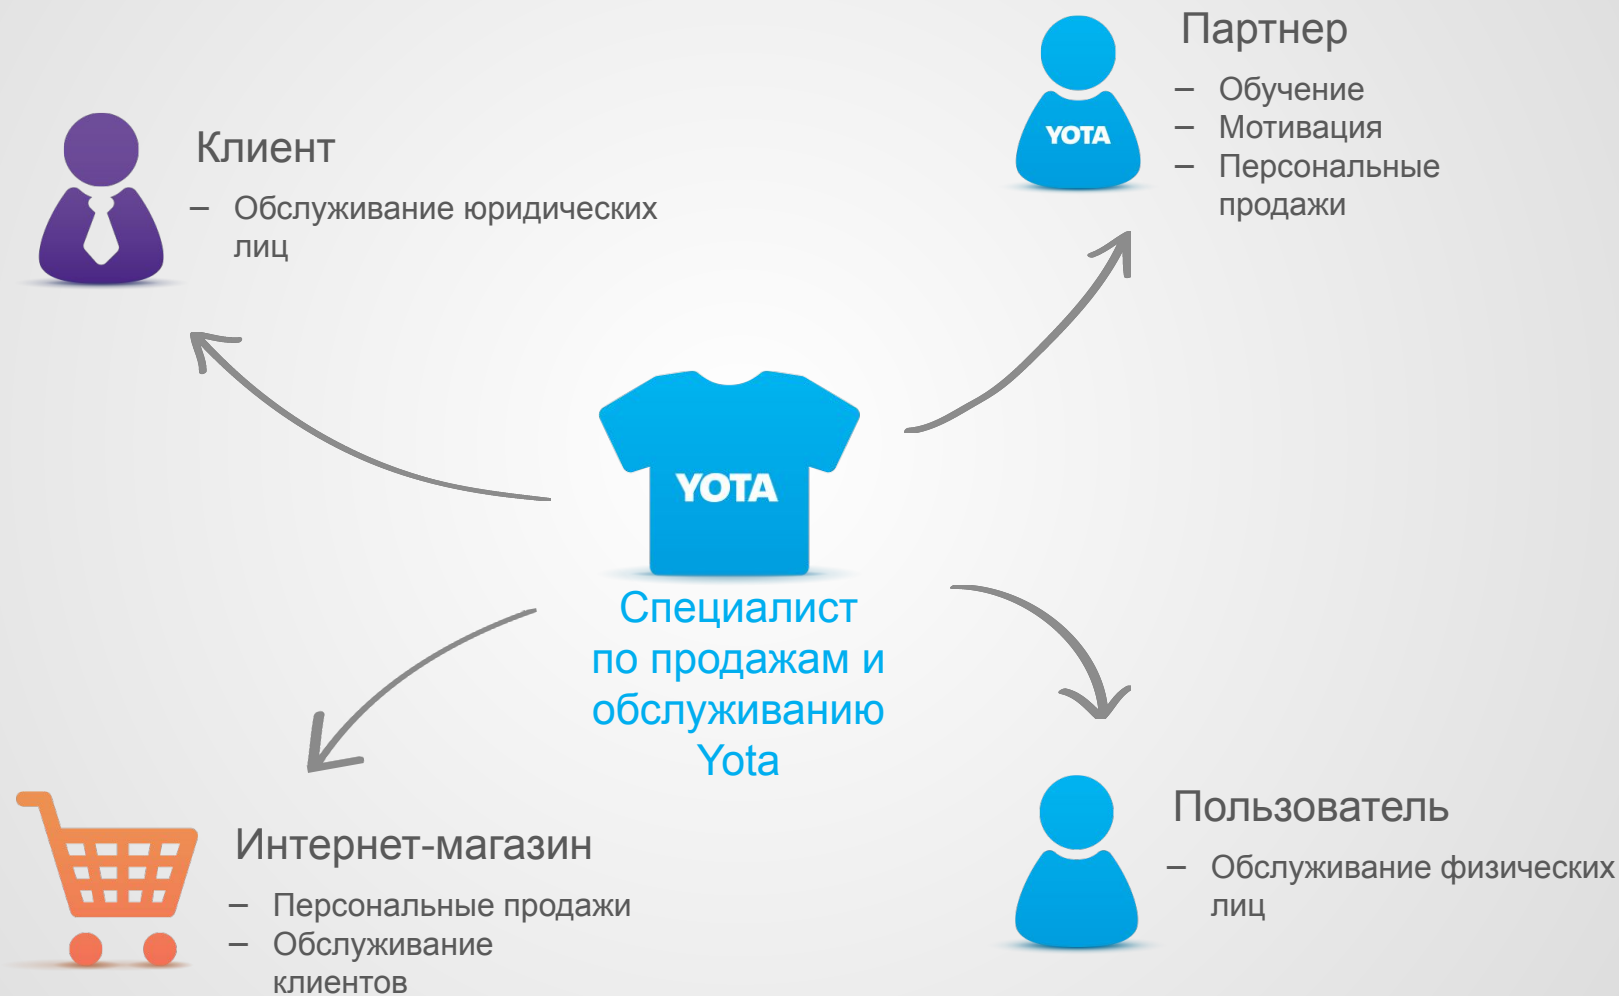 Клиент
– Обслуживание юридических
лиц
Партнер
YOTA
– Обучение
– Мотивация
– Персональные
продажи
YOTA
Специалист
по продажам и
обслуживанию
Yota
Интернет-магазин
– Персональные продажи
– Обслуживание
клиентов
Пользователь
– Обслуживание физических
лиц